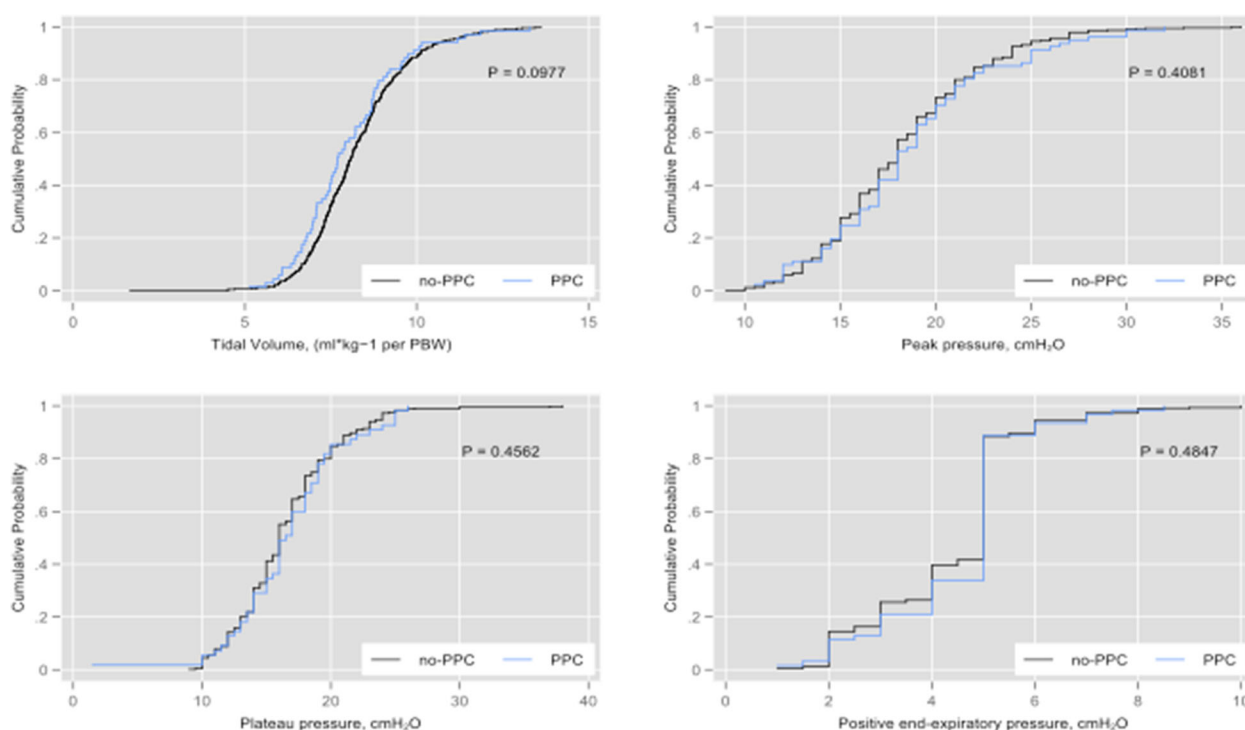 1
.8
.6
.4
.2
0
Cumulative Probability
P = 0.0977
no-PPC PPC
0 5 10 15
Tidal Volume, (ml*kg−1 per PBW)
1
.8
.6
.4
.2
0
Cumulative Probability
P = 0.4081
no-PPC PPC
10 15 20 25 30 35
Peak pressure, cmH₂O
1
.8
.6
.4
.2
0
Cumulative Probability
P = 0.4562
no-PPC PPC
0 10 20 30 40
Plateau pressure, cmH₂O
1
.8
.6
.4
.2
0
Cumulative Probability
P = 0.4847
no-PPC PPC
0 2 4 6 8 10
Positive end-expiratory pressure, cmH₂O